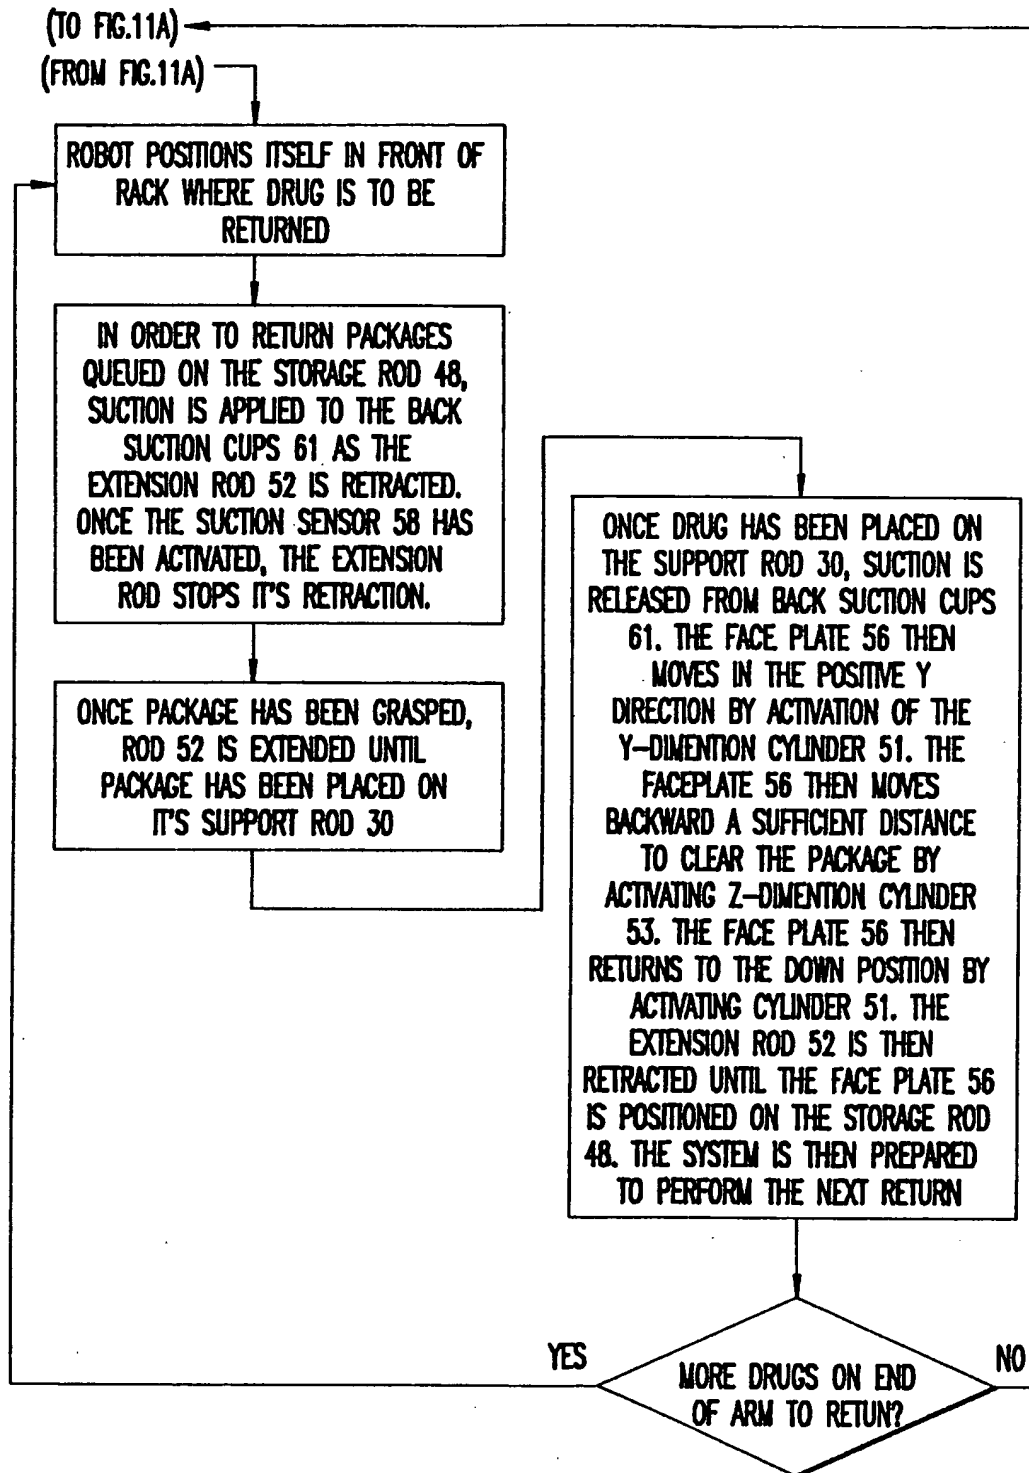 (TO FIG.11A)
(FROM FIG.11A)
ROBOT POSITIONS ITSELF IN FRONT OF
RACK WHERE DRUG IS TO BE
RETURNED
IN ORDER TO RETURN PACKAGES
QUEUED ON THE STORAGE ROD 48,
SUCTION IS APPLIED TO THE BACK
SUCTION CUPS 61 AS THE
EXTENSION ROD 52 IS RETRACTED.
ONCE THE SUCTION SENSOR 58 HAS
BEEN ACTIVATED, THE EXTENSION
ROD STOPS IT'S RETRACTION.
ONCE PACKAGE HAS BEEN GRASPED,
ROD 52 IS EXTENDED UNTIL
PACKAGE HAS BEEN PLACED ON
IT'S SUPPORT ROD 30
ONCE DRUG HAS BEEN PLACED ON
THE SUPPORT ROD 30, SUCTION IS
RELEASED FROM BACK SUCTION CUPS
61. THE FACE PLATE 56 THEN
MOVES IN THE POSITIVE Y
DIRECTION BY ACTIVATION OF THE
Y-DIMENTION CYLINDER 51. THE
FACEPLATE 56 THEN MOVES
BACKWARD A SUFFICIENT DISTANCE
TO CLEAR THE PACKAGE BY
ACTIVATING Z-DIMENTION CYLINDER
53. THE FACE PLATE 56 THEN
RETURNS TO THE DOWN POSITION BY
ACTIVATING CYLINDER 51. THE
EXTENSION ROD 52 IS THEN
RETRACTED UNTIL THE FACE PLATE 56
IS POSITIONED ON THE STORAGE ROD
48. THE SYSTEM IS THEN PREPARED
TO PERFORM THE NEXT RETURN
YES
MORE DRUGS ON END
OF ARM TO RETUN?
NO